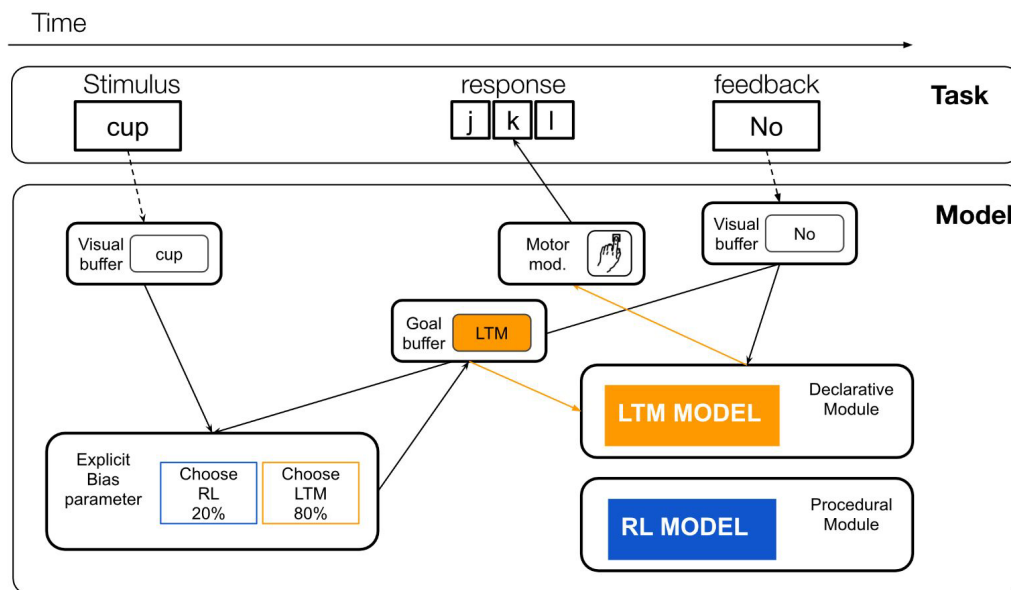 Time
Stimulus
response
feedback
Task
cup
j
k
l
No
Model
Visual
buffer
cup
Motor
mod.
Visual
buffer
No
Goal
buffer
LTM
LTM MODEL
Declarative
Module
Explicit
Bias
parameter
Choose
RL
20%
Choose
LTM
80%
RL MODEL
Procedural
Module